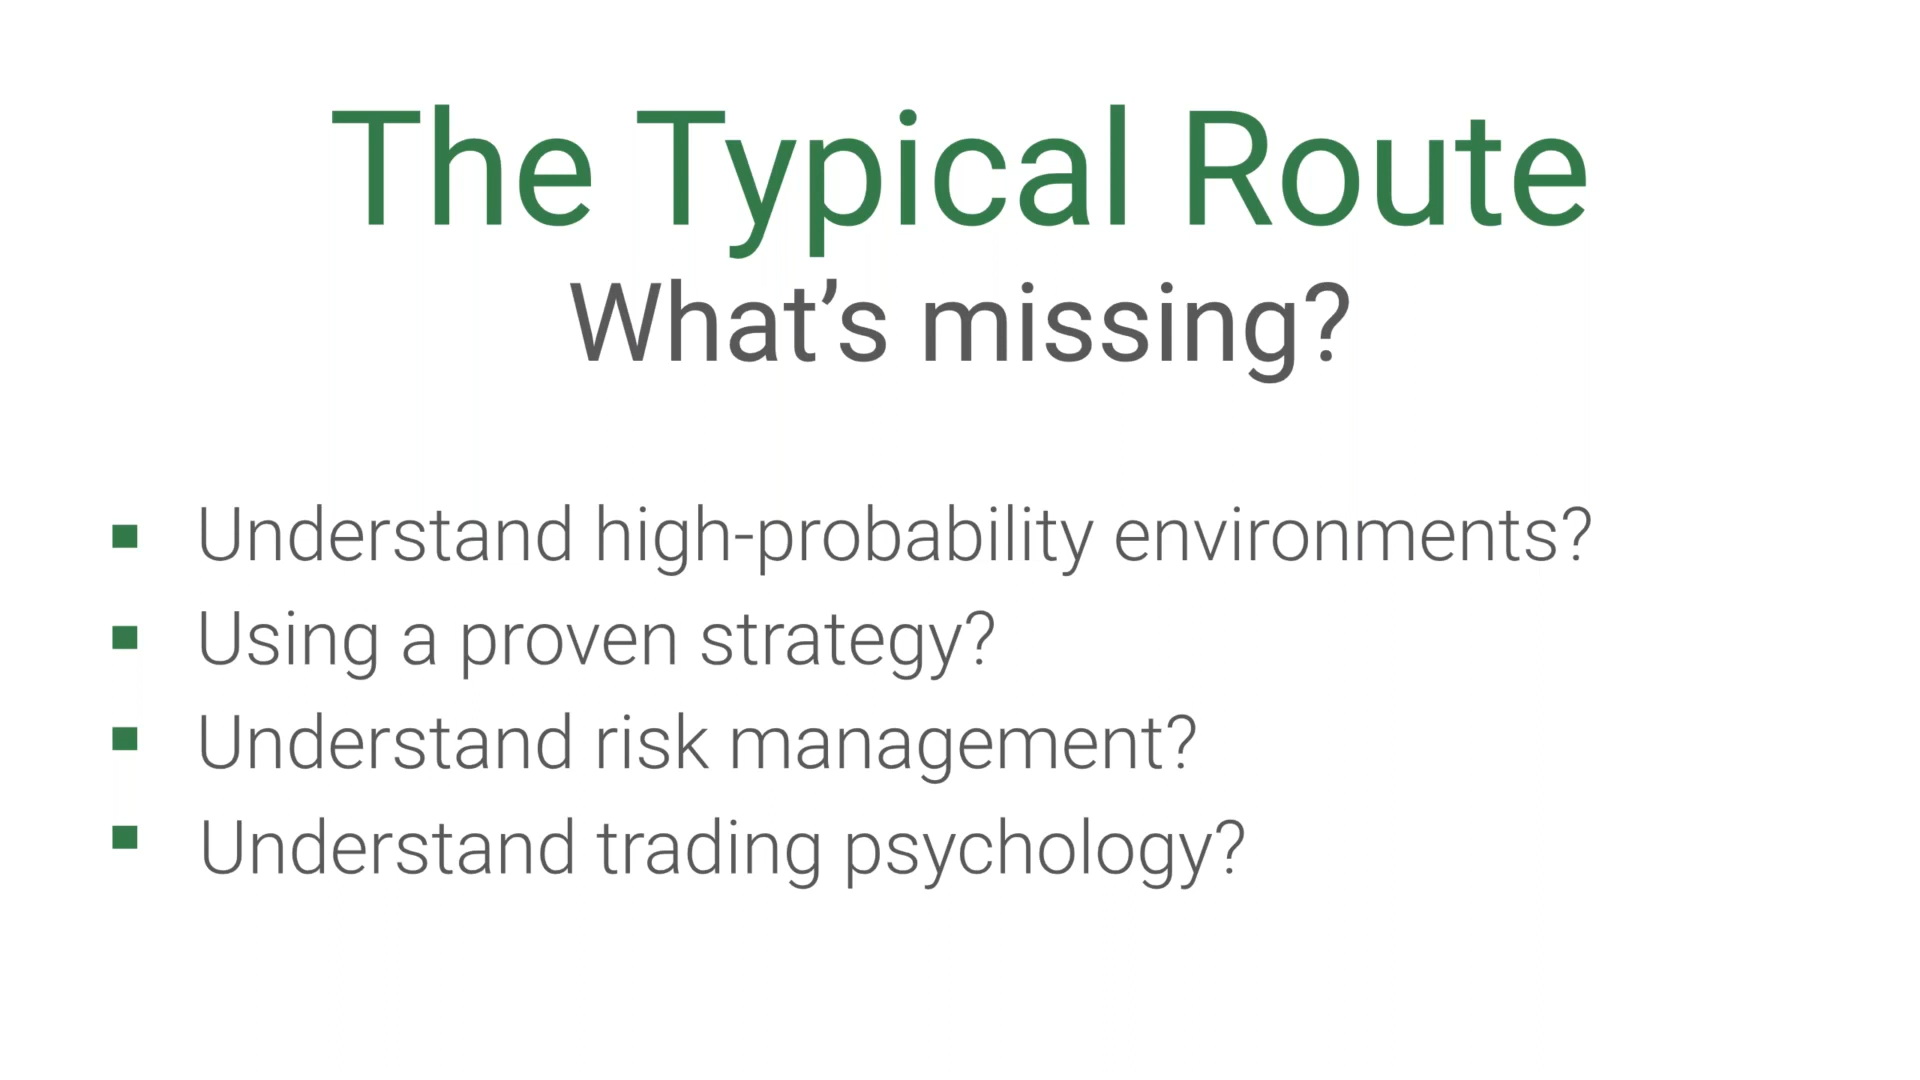 The Typical Route
What’s missing?
▪ Understand high-probability environments?
▪ Using a proven strategy?
▪ Understand risk management?
▪ Understand trading psychology?